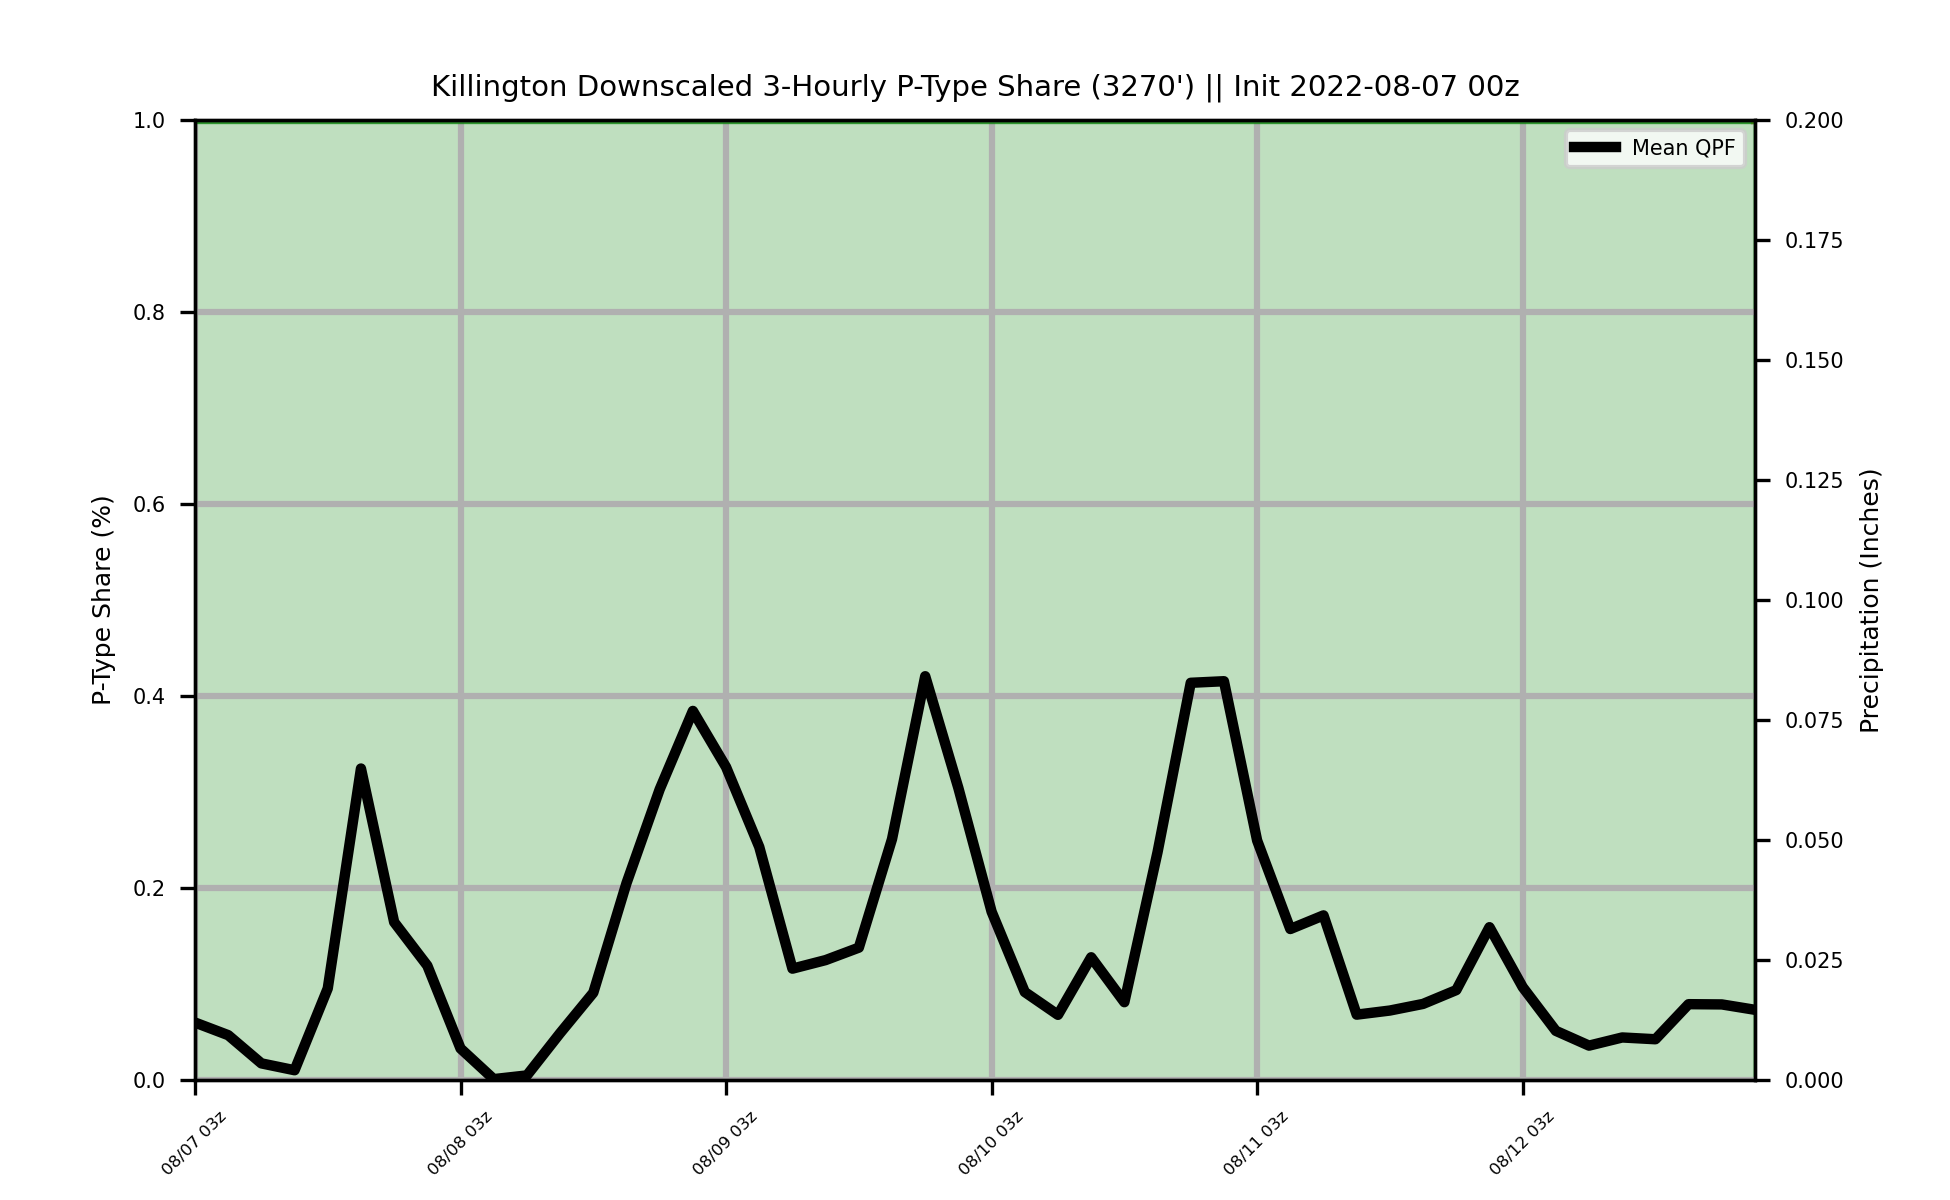 Killington Downscaled 3-Hourly P-Type Share (3270') || Init 2022-08-07 00z
Mean QPF
P-Type Share (%)
1.0
0.8
0.6
0.4
0.2
0.0
0.200
0.175
0.150
0.125
0.100
0.075
0.050
0.025
0.000
Precipitation (Inches)
08/07 03z
08/08 03z
08/09 03z
08/10 03z
08/11 03z
08/12 03z